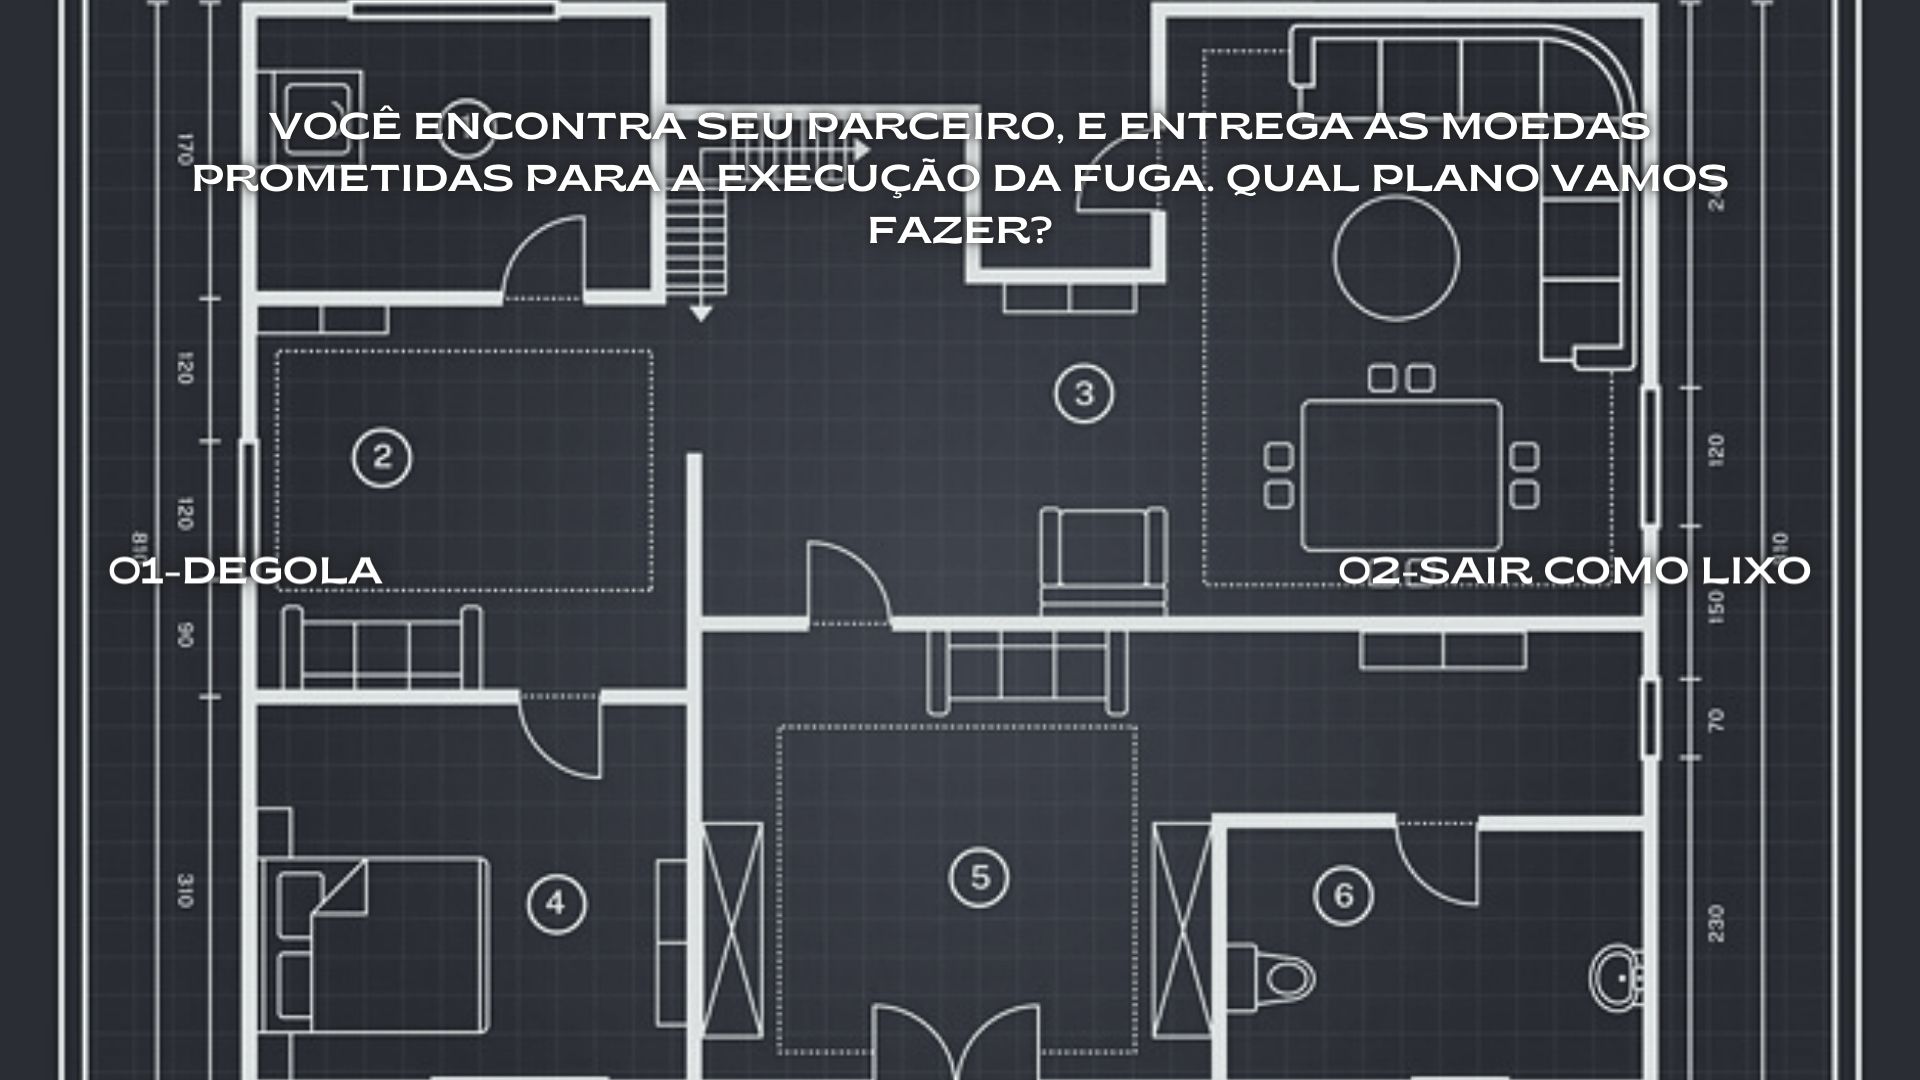 VOCÊ ENCONTRA SEU PARCEIRO, E ENTREGA AS MOEDAS
PROMETIDAS PARA A EXECUÇÃO DA FUGA. QUAL PLANO VAMOS
FAZER?
170
120
3
2
120
120
01-DEGOLA
02-SAIR COMO LIXO
150
90
70
310
5
4
6
230